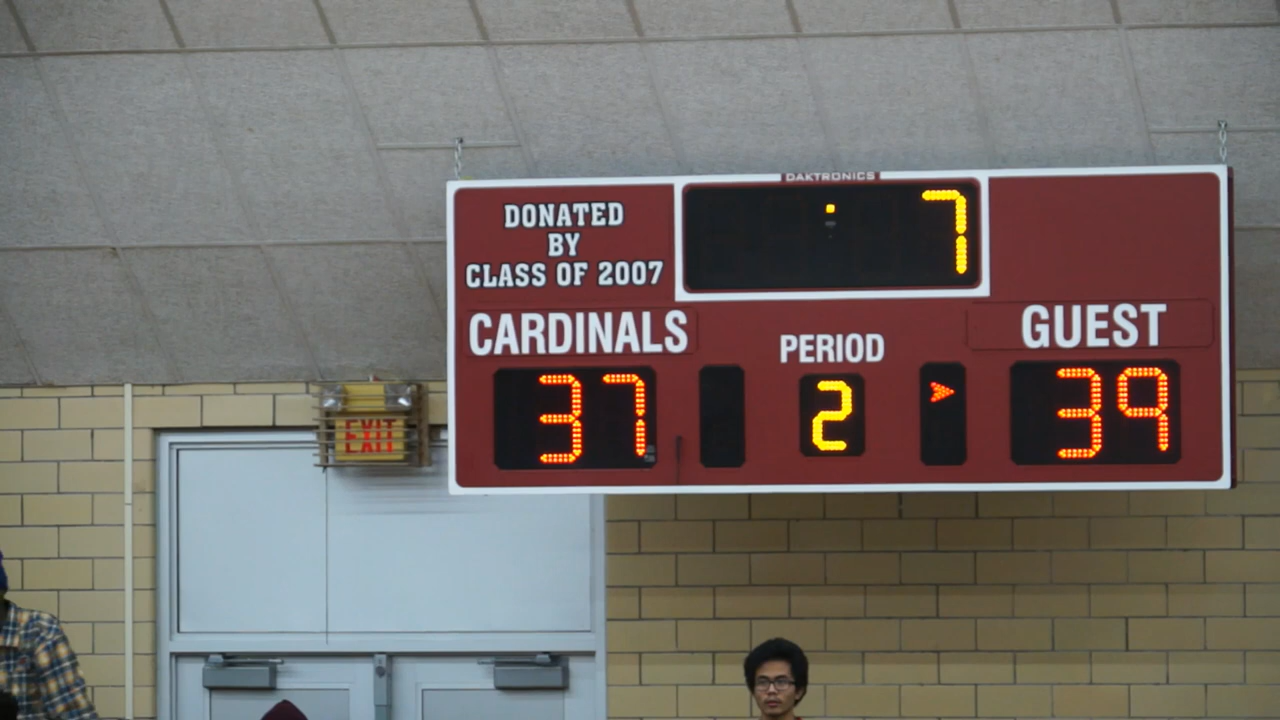 DAKTRONICS
DONATED
BY
CLASS OF 2007
: 7
CARDINALS
PERIOD
GUEST
37
2
39
EXIT